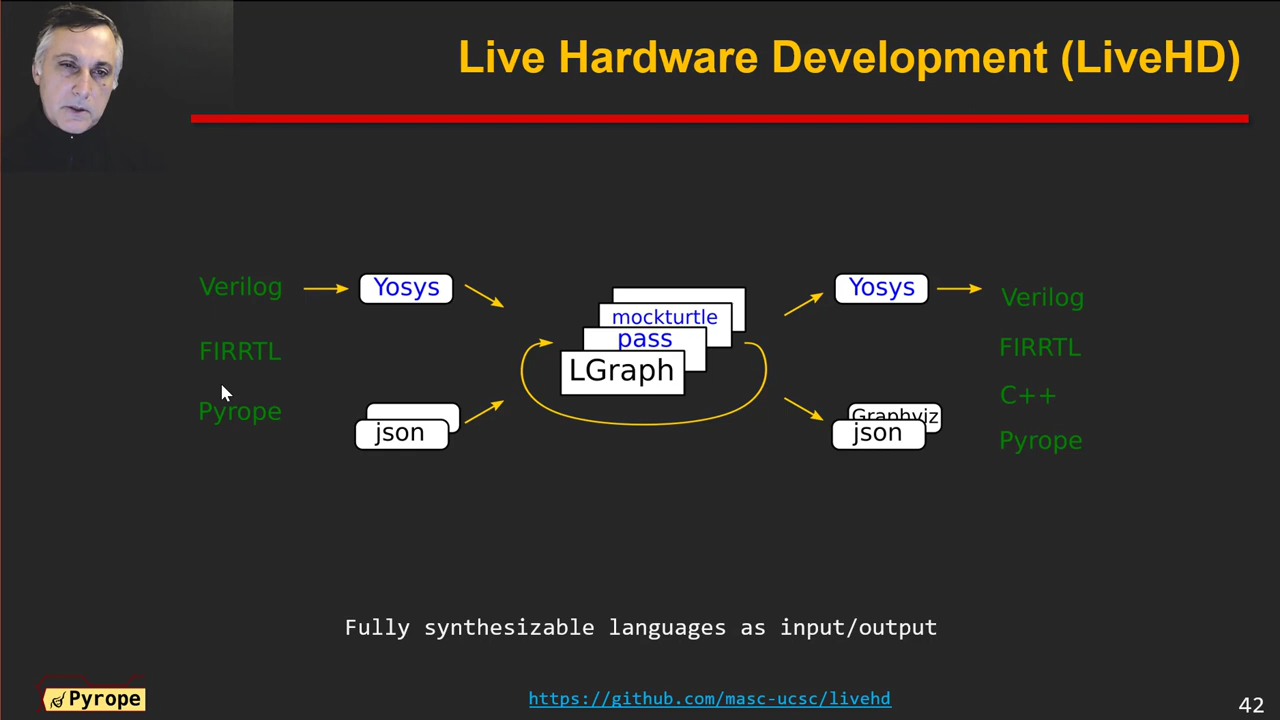 Live Hardware Development (LiveHD)
Verilog
Yosys
mockturtle
pass
LGraph
Yosys
Verilog
FIRRTL
FIRRTL
C++
Pyrope
json
Graphviz
json
Pyrope
Fully synthesizable languages as input/output
Pyrope
https://github.com/masc-ucsc/livehd
42